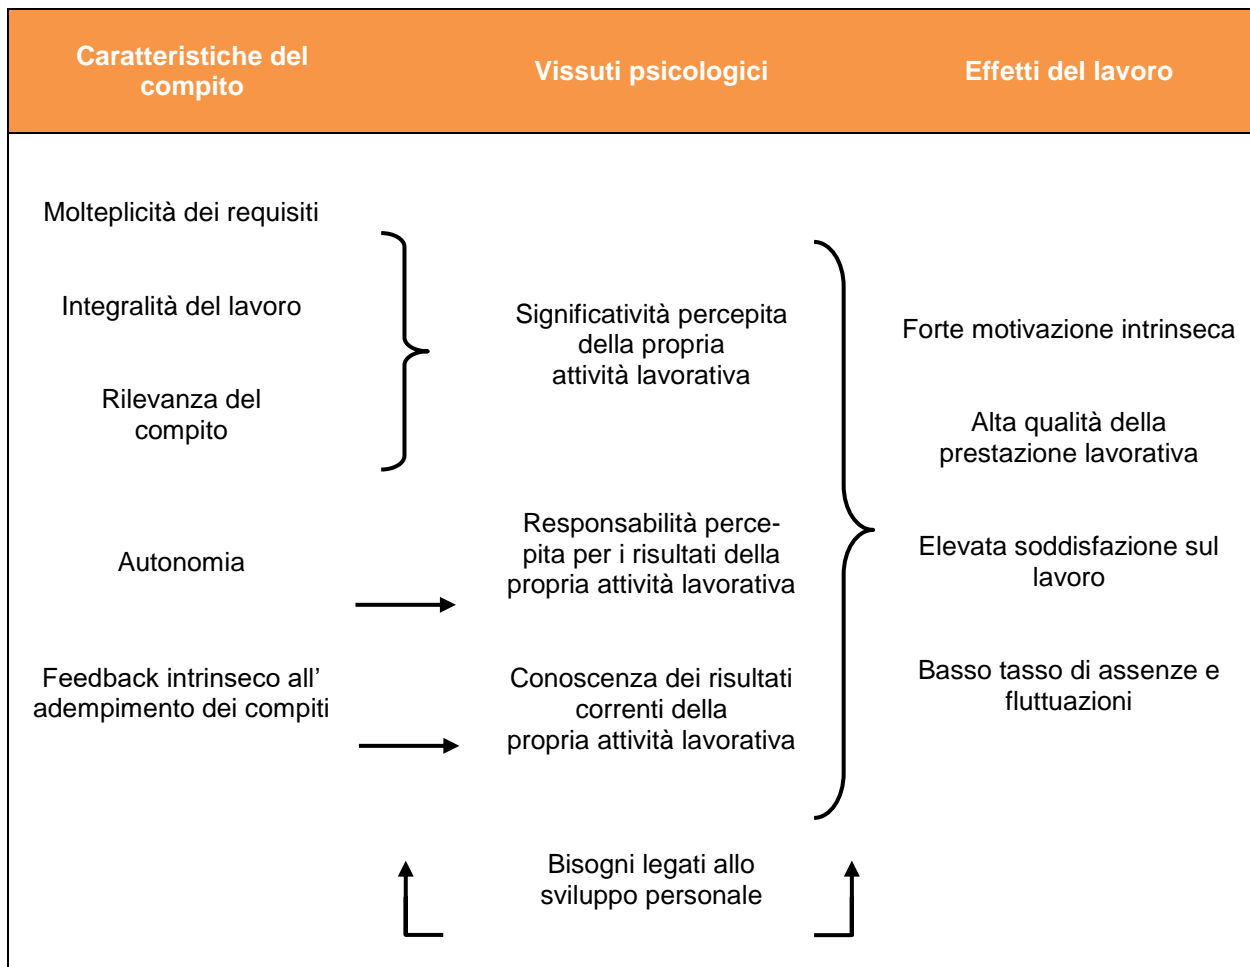 Caratteristiche del
compito
Vissuti psicologici
Effetti del lavoro
Molteplicità dei requisiti
Integralità del lavoro
Rilevanza del
compito
Autonomia
Feedback intrinseco all'
adempimento dei compiti
Significatività percepita
della propria
attività lavorativa
Responsabilità perce-
pita per i risultati della
propria attività lavorativa
Conoscenza dei risultati
correnti della
propria attività lavorativa
Bisogni legati allo
sviluppo personale
Forte motivazione intrinseca
Alta qualità della
prestazione lavorativa
Elevata soddisfazione sul
lavoro
Basso tasso di assenze e
fluttuazioni